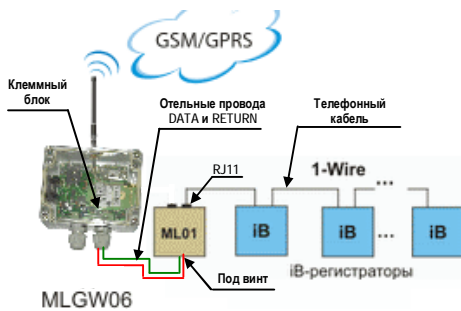 GSM/GPRS
Клеммный
блок
Отельные провода
DATA и RETURN
Телефонный
кабель
RJ11
1-Wire
...
ML01
iB
iB
...
iB
Под винт
iB-регистраторы
MLGW06